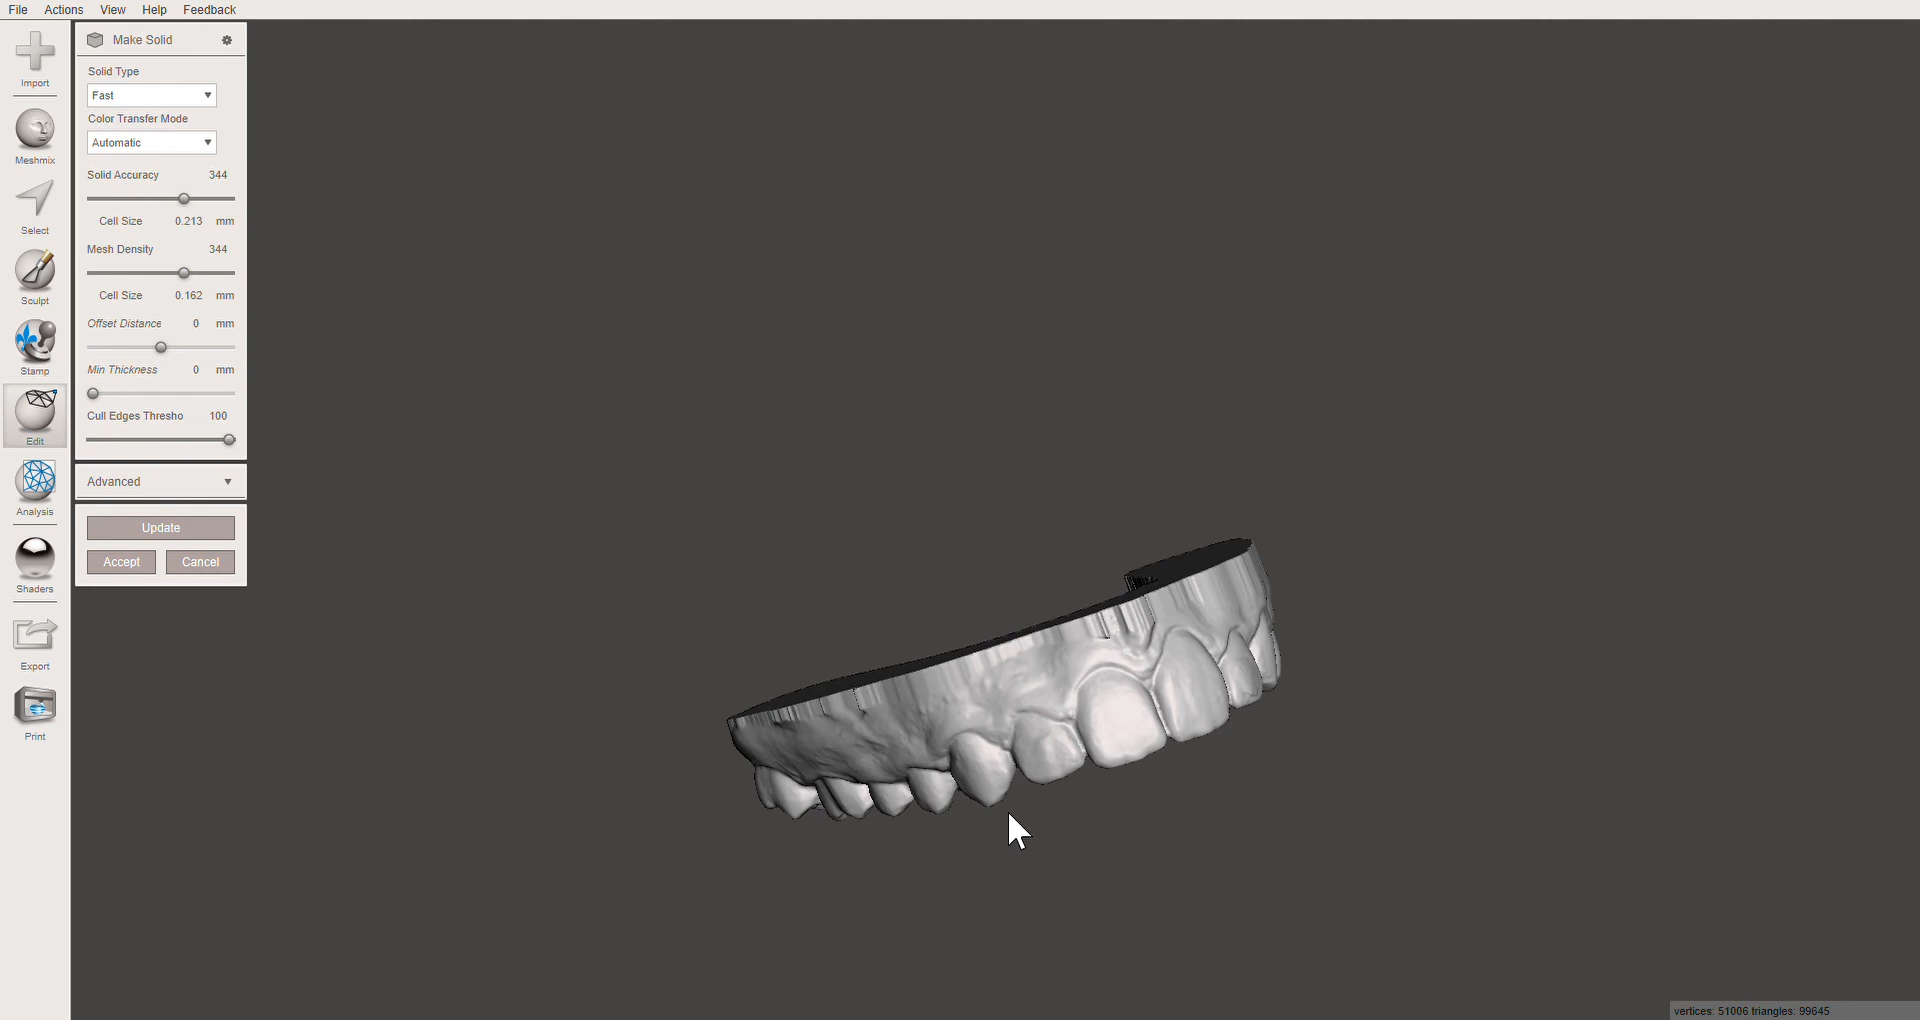 File Actions View Help Feedback
Import
Meshmix
Select
Sculpt
Stamp
Edit
Analysis
Shaders
Export
Print
Make Solid
Solid Type
Fast
Color Transfer Mode
Automatic
Solid Accuracy 344
Cell Size 0.213 mm
Mesh Density 344
Cell Size 0.162 mm
Offset Distance 0 mm
Min Thickness 0 mm
Cull Edges Thresho 100
Advanced
Update
Accept Cancel
vertices: 51006 triangles: 99645